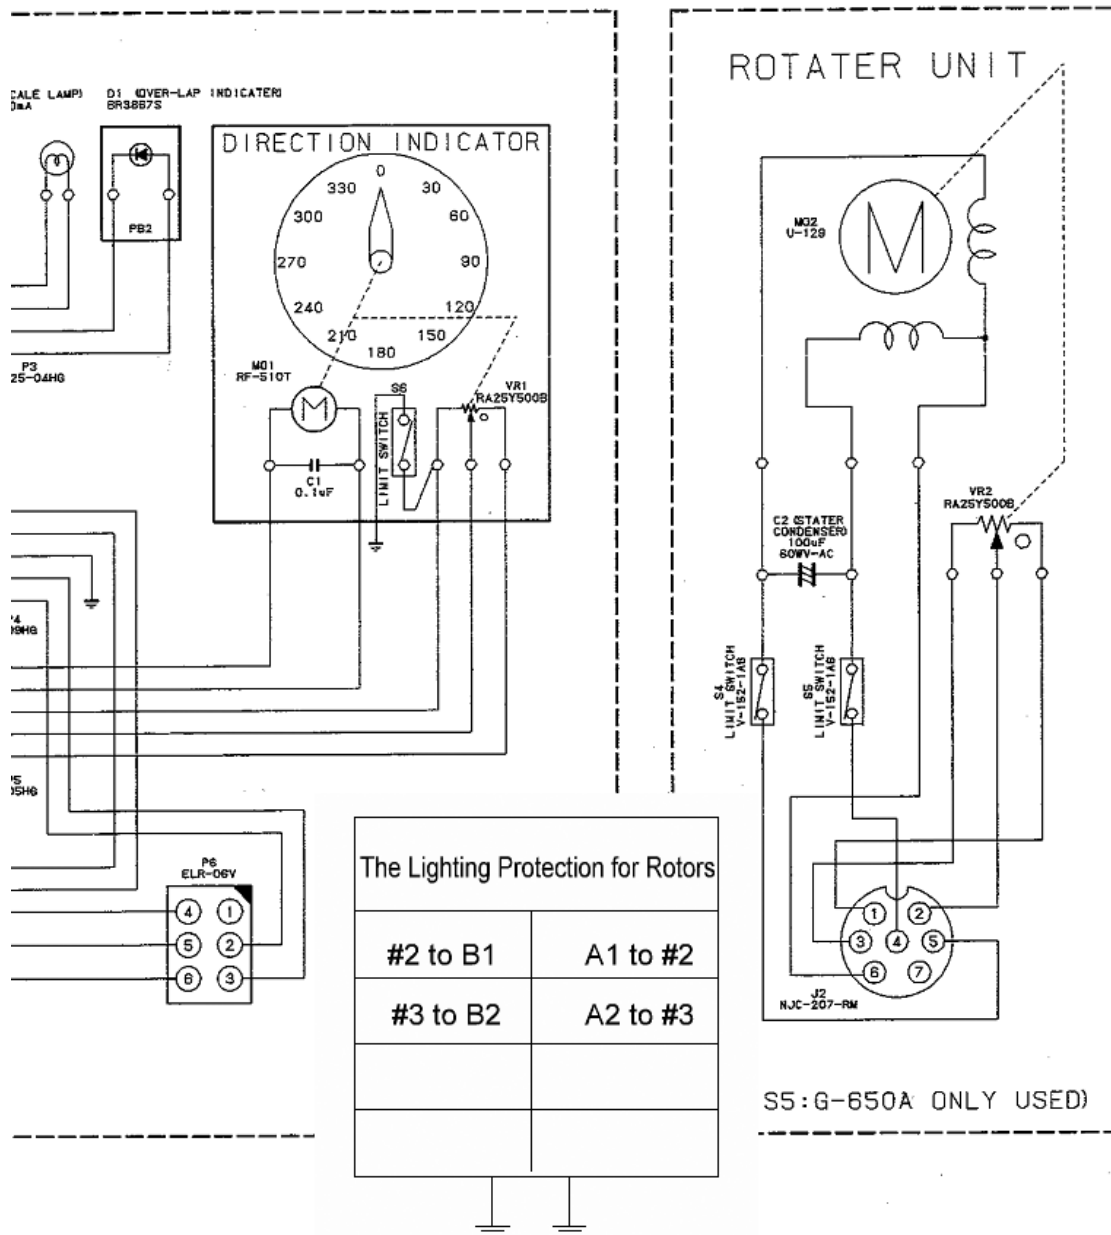 ROTATER UNIT
CALE LAMP)
0mA
D1 (OVER-LAP INDICATER)
BR3887S
PB2
DIRECTION INDICATOR
0
330
30
300
60
270
90
240
120
210
150
180
MO1
RF-510T
M
S6
LIMIT SWITCH
VR1
RA25Y500B
C1
0.1uF
P3
25-04HG
MO2
U-129
M
VR2
RA25Y500B
C2 (STATER
CONDENSER)
100uF
60WV-AC
S4
LIMIT SWITCH
V-152-1A6
S5
LIMIT SWITCH
V-152-1A6
P4
09HG
P5
05HG
P6
ELR-06V
4 1
5 2
6 3
The Lighting Protection for Rotors
#2 to B1
A1 to #2
#3 to B2
A2 to #3
1 2
3 4 5
6 7
J2
NJC-207-RM
S5:G-650A ONLY USED)